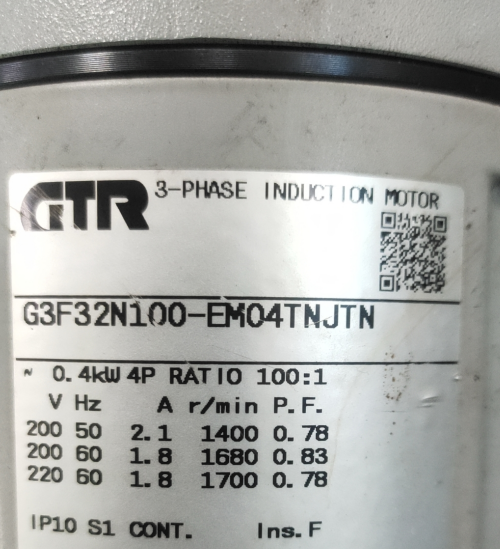 GTR 3-PHASE INDUCTION MOTOR
G3F32N100-EM04TNJTN
~ 0.4kW 4P RATIO 100:1
V Hz A r/min P.F.
200 50 2.1 1400 0.78
200 60 1.8 1680 0.83
220 60 1.8 1700 0.78
IP10 S1 CONT. Ins.F